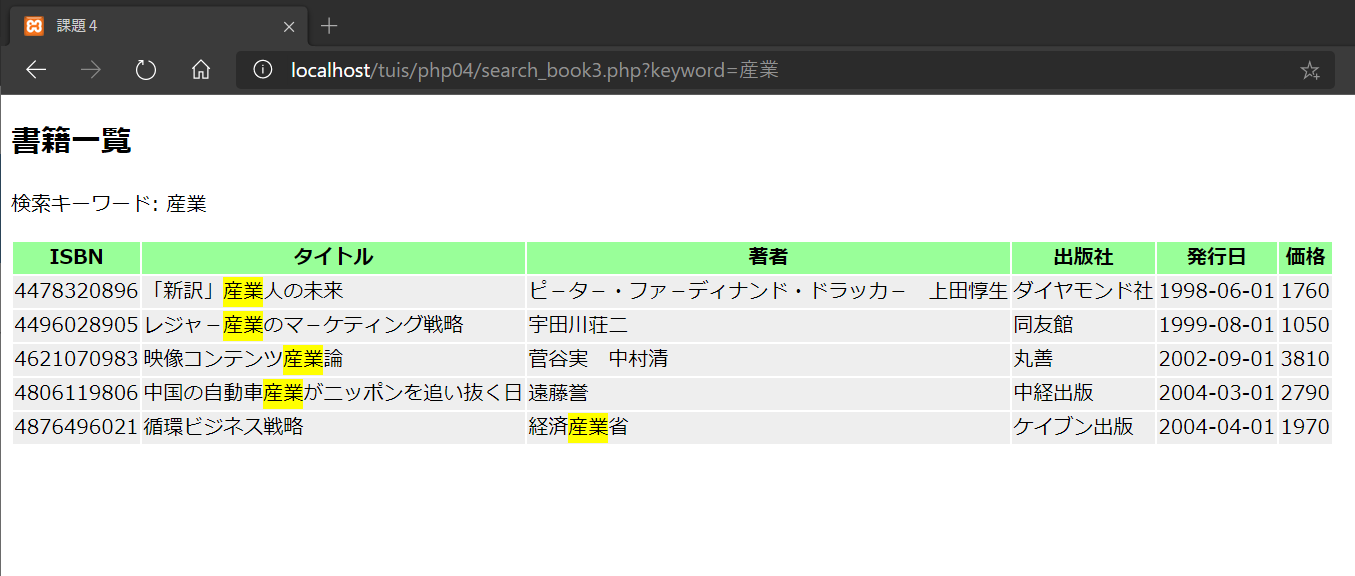 課題４
localhost/tuis/php04/search_book3.php?keyword=産業
書籍一覧
検索キーワード: 産業
ISBN タイトル 著者 出版社 発行日 価格
4478320896 「新訳」産業人の未来 ピ－タ－・ファ－ディナンド・ドラッカ－　上田惇生 ダイヤモンド社 1998-06-01 1760
4496028905 レジャ－産業のマ－ケティング戦略 宇田川荘二 同友館 1999-08-01 1050
4621070983 映像コンテンツ産業論 菅谷実　中村清 丸善 2002-09-01 3810
4806119806 中国の自動車産業がニッポンを追い抜く日 遠藤誉 中経出版 2004-03-01 2790
4876496021 循環ビジネス戦略 経済産業省 ケイブン出版 2004-04-01 1970